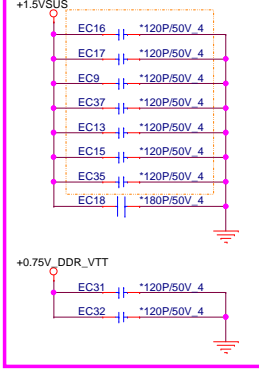 +1.5VSUS
EC16 *120P/50V_4
EC17 *120P/50V_4
EC9 *120P/50V_4
EC37 *120P/50V_4
EC13 *120P/50V_4
EC15 *120P/50V_4
EC35 *120P/50V_4
EC18 *180P/50V_4
+0.75V_DDR_VTT
EC31 *120P/50V_4
EC32 *120P/50V_4